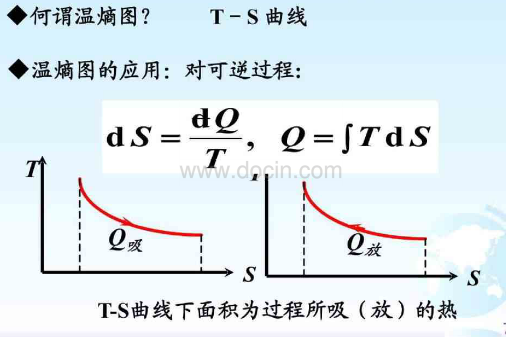 ◆何谓温熵图？ T－S 曲线
◆温熵图的应用：对可逆过程：
dS = đQ/T, Q = ∫TdS
www.docin.com
T
Q吸
S
Q放
S
T-S曲线下面积为过程所吸（放）的热